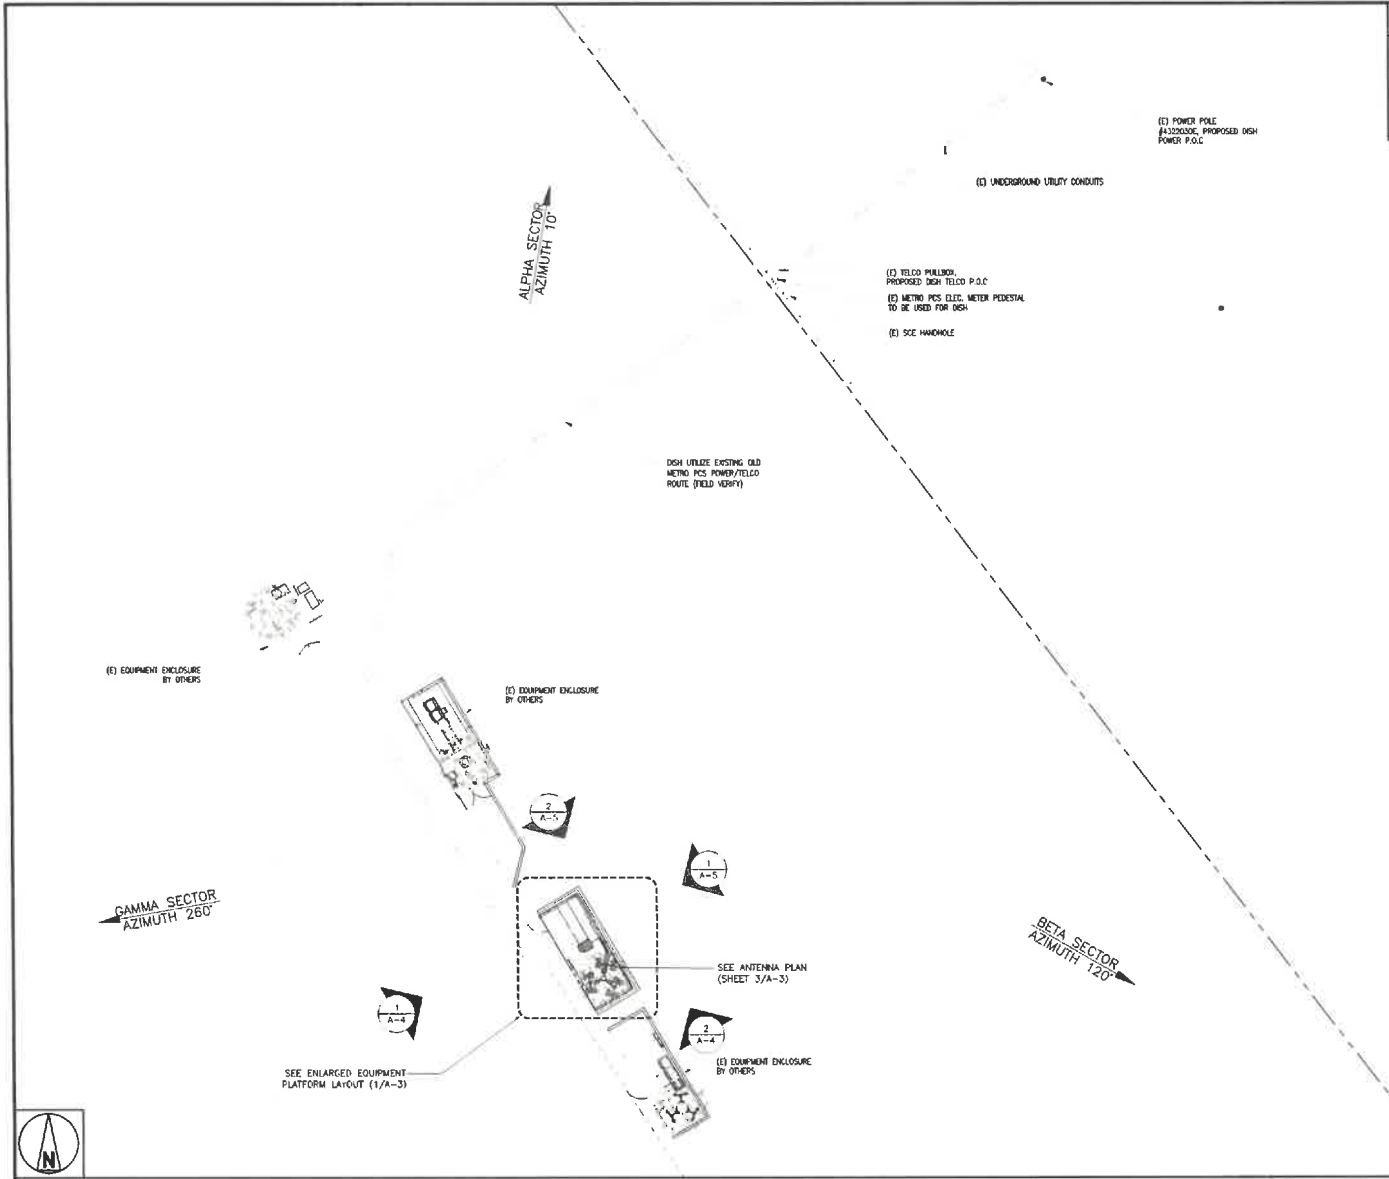 (E) POWER POLE
#4322030E, PROPOSED DISH
POWER P.O.C
(E) UNDERGROUND UTILITY CONDUITS
ALPHA SECTOR
AZIMUTH 10°
(E) TELCO PULLBOX,
PROPOSED DISH TELCO P.O.C
(E) METRO PCS ELEC. METER PEDESTAL
TO BE USED FOR DISH
(E) SCE HANDHOLE
DISH UTILIZE EXISTING OLD
METRO PCS POWER/TELCO
ROUTE (FIELD VERIFY)
(E) EQUIPMENT ENCLOSURE
BY OTHERS
(E) EQUIPMENT ENCLOSURE
BY OTHERS
2
A-5
1
A-5
GAMMA SECTOR
AZIMUTH 260°
BETA SECTOR
AZIMUTH 120°
SEE ANTENNA PLAN
(SHEET 3/A-3)
1
A-4
2
A-4
(E) EQUIPMENT ENCLOSURE
BY OTHERS
SEE ENLARGED EQUIPMENT
PLATFORM LAYOUT (1/A-3)
N